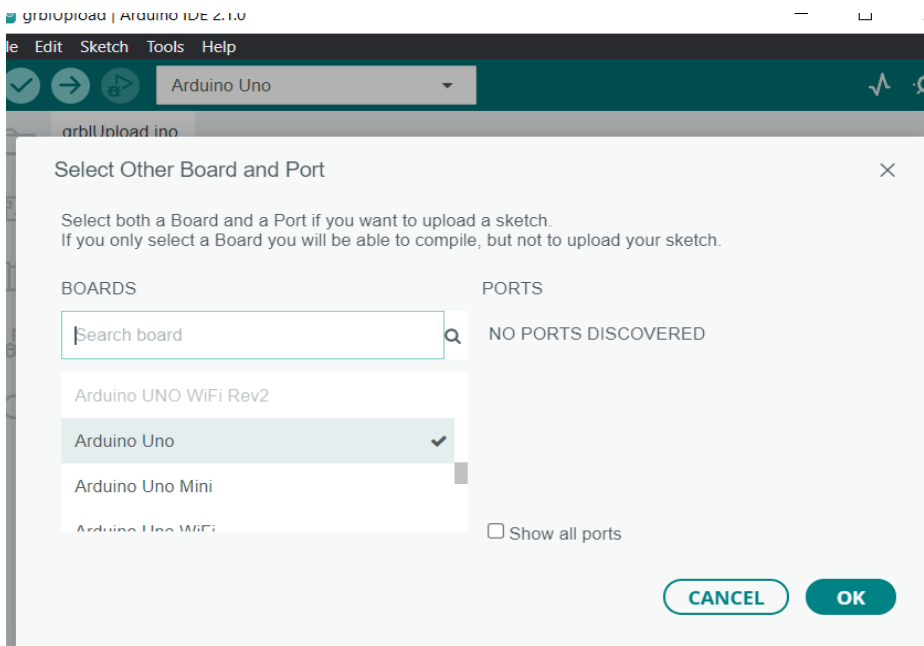 grblUpload | Arduino IDE 2.1.0
Edit Sketch Tools Help
Arduino Uno
grblUpload.ino
Select Other Board and Port
Select both a Board and a Port if you want to upload a sketch.
If you only select a Board you will be able to compile, but not to upload your sketch.
BOARDS
PORTS
Search board
NO PORTS DISCOVERED
Arduino UNO WiFi Rev2
Arduino Uno
Arduino Uno Mini
Arduino Uno WiFi
Show all ports
CANCEL
OK